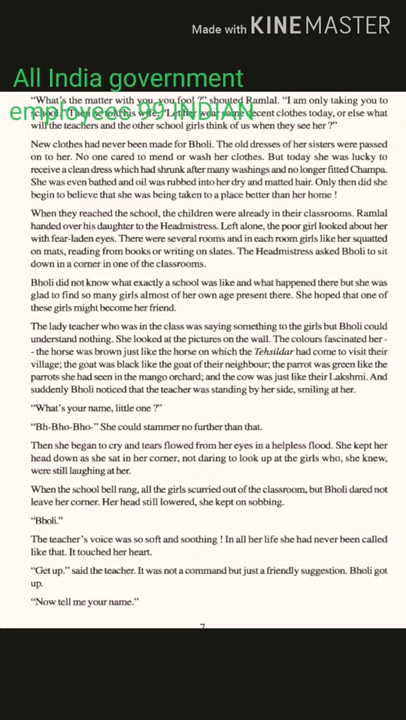 Made with KINEMASTER
All India government
employees 99 INDIAN
"What's the matter with you, you fool ?" shouted Ramlal. "I am only taking you to
school." Then he told his wife, "Let her wear some decent clothes today, or else what
will the teachers and the other school girls think of us when they see her ?"
New clothes had never been made for Bholi. The old dresses of her sisters were passed
on to her. No one cared to mend or wash her clothes. But today she was lucky to
receive a clean dress which had shrunk after many washings and no longer fitted Champa.
She was even bathed and oil was rubbed into her dry and matted hair. Only then did she
begin to believe that she was being taken to a place better than her home !
When they reached the school, the children were already in their classrooms. Ramlal
handed over his daughter to the Headmistress. Left alone, the poor girl looked about her
with fear-laden eyes. There were several rooms and in each room girls like her squatted
on mats, reading from books or writing on slates. The Headmistress asked Bholi to sit
down in a corner in one of the classrooms.
Bholi did not know what exactly a school was like and what happened there but she was
glad to find so many girls almost of her own age present there. She hoped that one of
these girls might become her friend.
The lady teacher who was in the class was saying something to the girls but Bholi could
understand nothing. She looked at the pictures on the wall. The colours fascinated her -
- the horse was brown just like the horse on which the Tehsildar had come to visit their
village; the goat was black like the goat of their neighbour; the parrot was green like the
parrots she had seen in the mango orchard; and the cow was just like their Lakshmi. And
suddenly Bholi noticed that the teacher was standing by her side, smiling at her.
"What's your name, little one ?"
"Bh-Bho-Bho-" She could stammer no further than that.
Then she began to cry and tears flowed from her eyes in a helpless flood. She kept her
head down as she sat in her corner, not daring to look up at the girls who, she knew,
were still laughing at her.
When the school bell rang, all the girls scurried out of the classroom, but Bholi dared not
leave her corner. Her head still lowered, she kept on sobbing.
"Bholi."
The teacher's voice was so soft and soothing ! In all her life she had never been called
like that. It touched her heart.
"Get up." said the teacher. It was not a command but just a friendly suggestion. Bholi got
up.
"Now tell me your name."
7